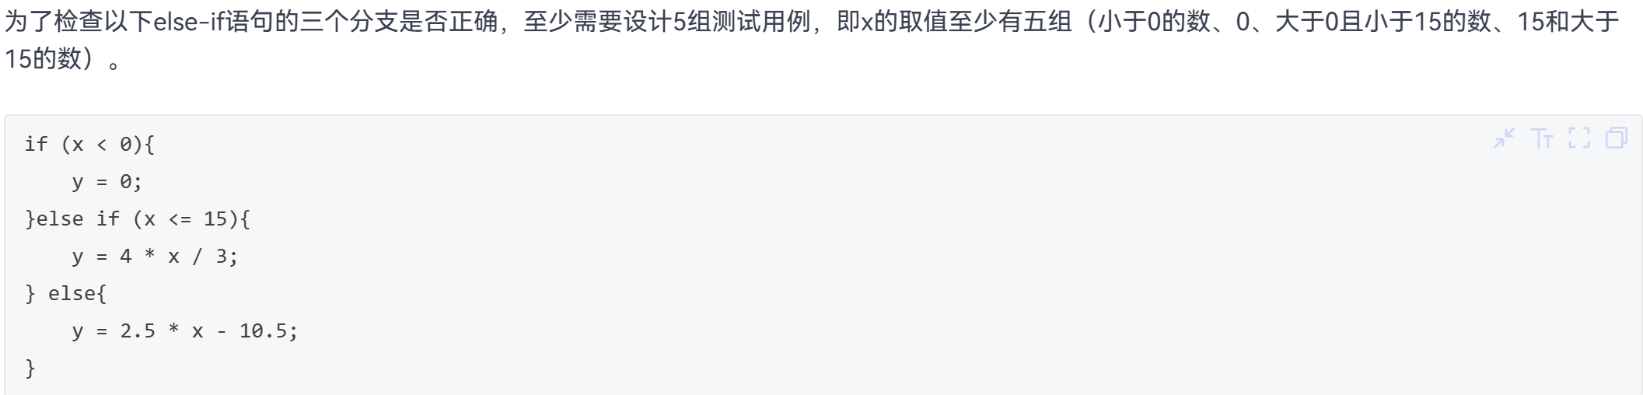 为了检查以下else-if语句的三个分支是否正确，至少需要设计5组测试用例，即x的取值至少有五组（小于0的数、0、大于0且小于15的数、15和大于
15的数）。
if (x < 0){
    y = 0;
}else if (x <= 15){
    y = 4 * x / 3;
} else{
    y = 2.5 * x - 10.5;
}